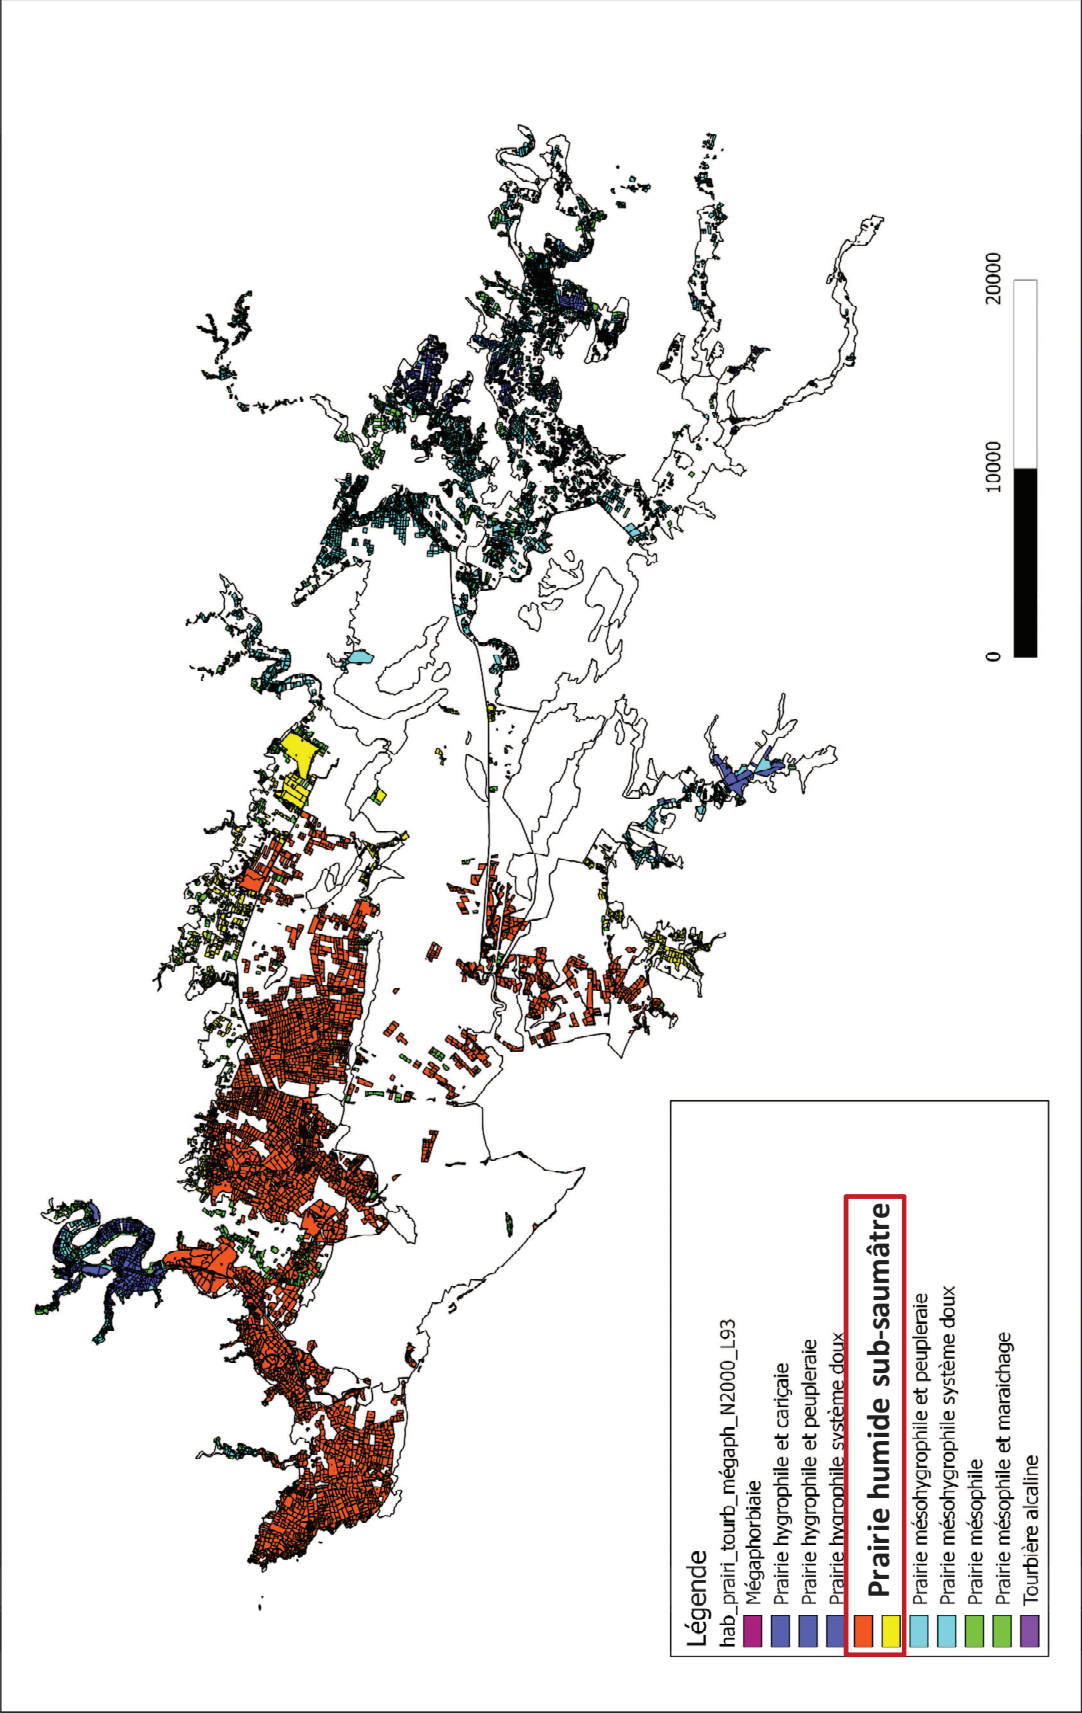 Légende
hab_prairi_tourb_mégaph_N2000_L93
Mégaphorbiaie
Prairie hygrophile et cariçaie
Prairie hygrophile et peupleraie
Prairie hygrophile système doux
Prairie humide sub-saumâtre
Prairie mésohygrophile et peupleraie
Prairie mésohygrophile système doux
Prairie mésophile
Prairie mésophile et maraichage
Tourbière alcaline
0 1000 20000